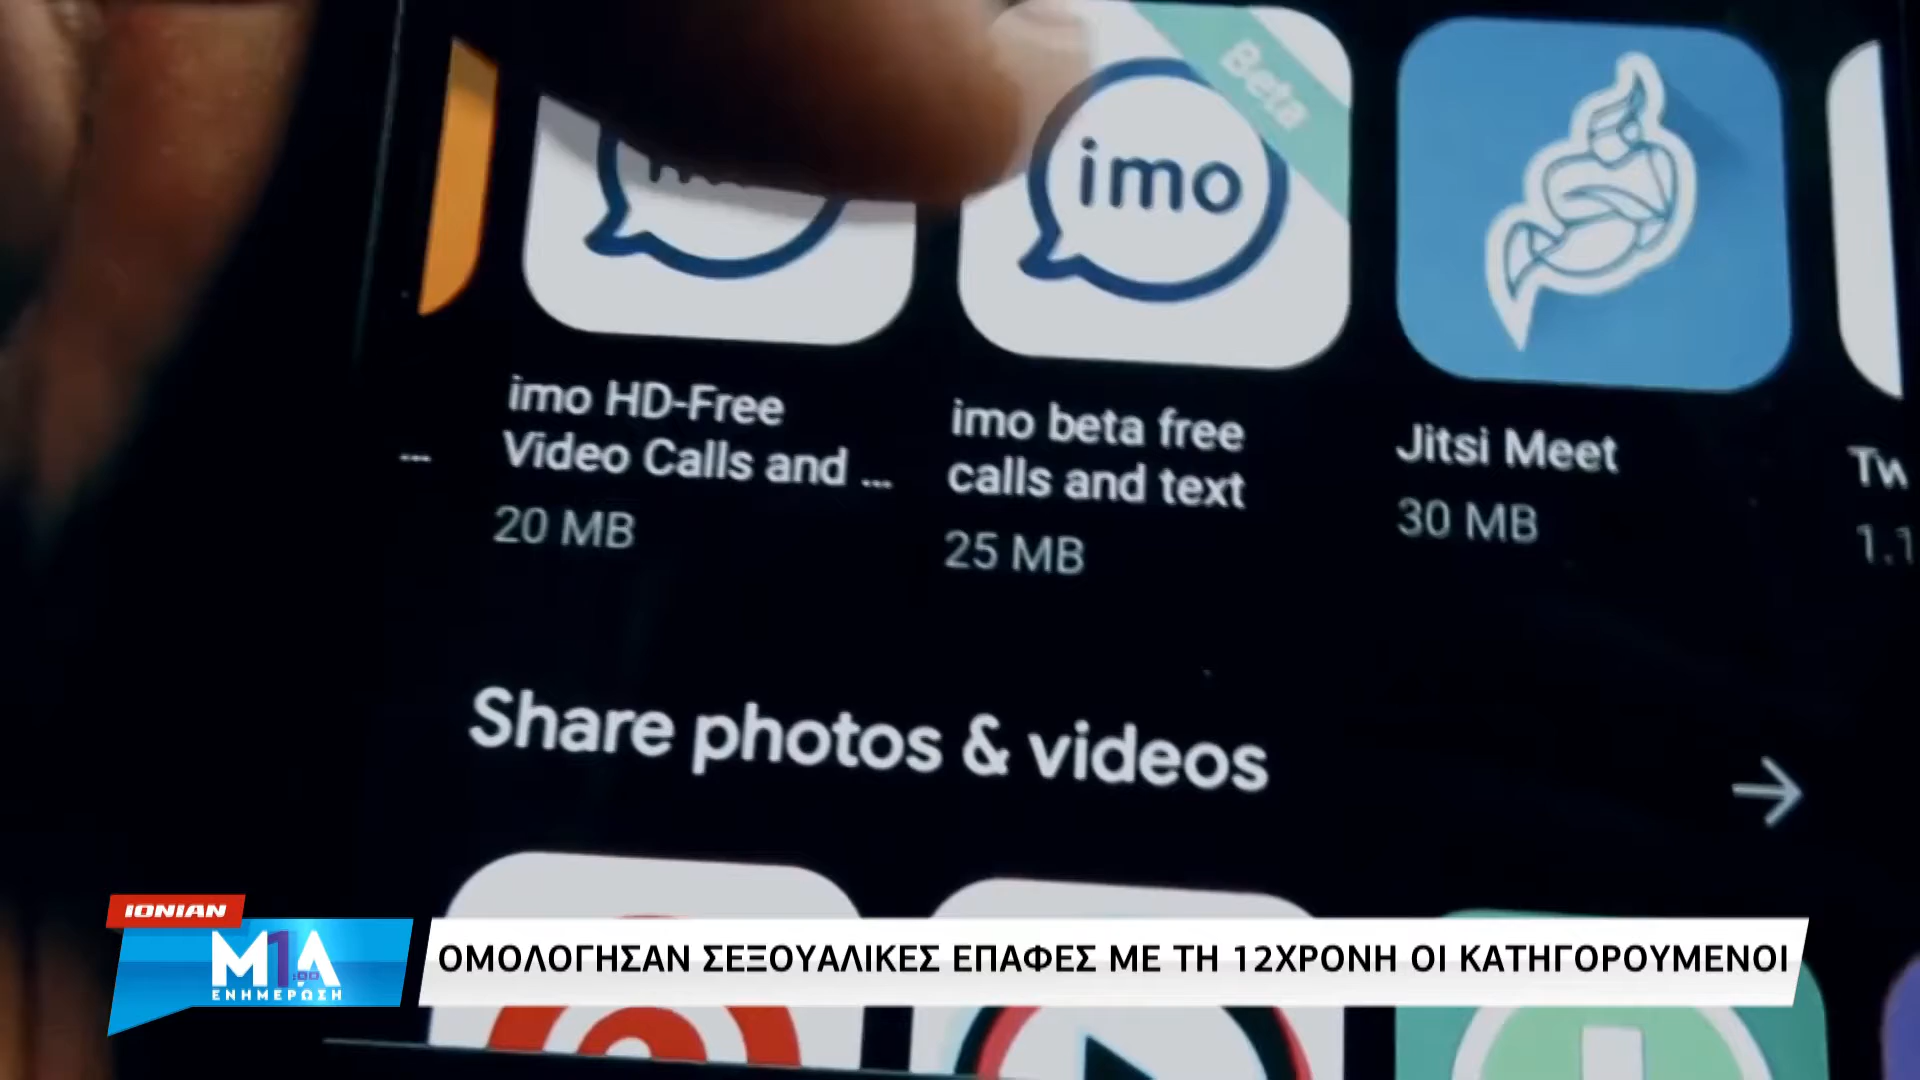 Beta
imo
imo HD-Free
Video Calls and ...
20 MB
imo beta free
calls and text
25 MB
Jitsi Meet
30 MB
...
Share photos & videos
IONIAN
ΕΝΗΜΕΡΩΣΗ
ΟΜΟΛΟΓΗΣΑΝ ΣΕΞΟΥΑΛΙΚΕΣ ΕΠΑΦΕΣ ΜΕ ΤΗ 12ΧΡΟΝΗ ΟΙ ΚΑΤΗΓΟΡΟΥΜΕΝΟΙ